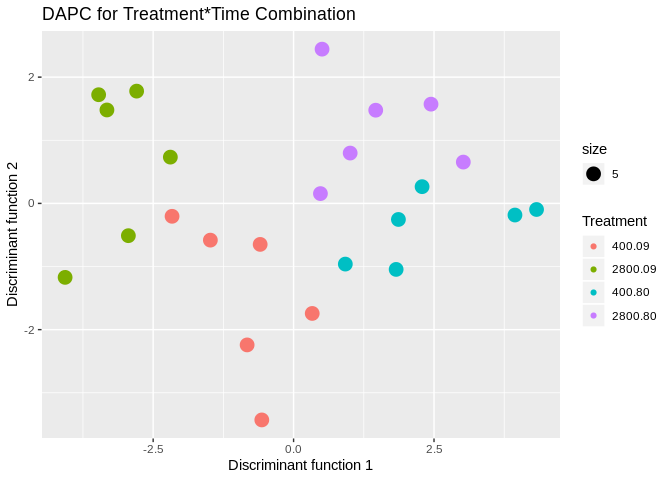 DAPC for Treatment*Time Combination
Discriminant function 2
2
0
-2
-2.5
0.0
2.5
Discriminant function 1
size
5
Treatment
400.09
2800.09
400.80
2800.80